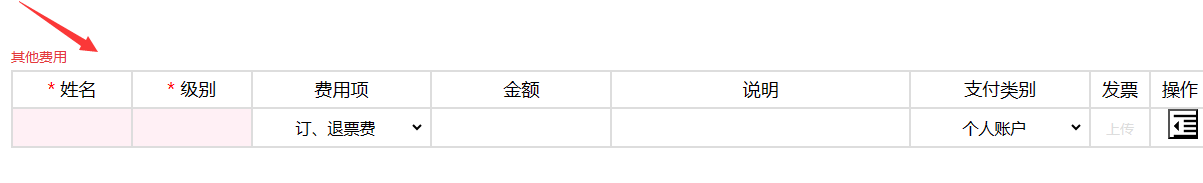 其他费用
* 姓名 * 级别 费用项 金额 说明 支付类别 发票 操作
订、退票费 个人账户 上传